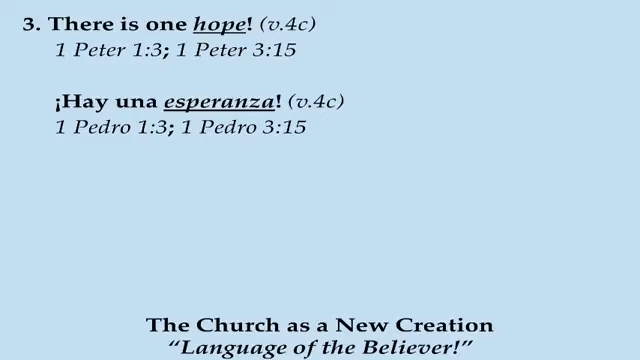 3. There is one hope! (v.4c)
1 Peter 1:3; 1 Peter 3:15
¡Hay una esperanza! (v.4c)
1 Pedro 1:3; 1 Pedro 3:15
The Church as a New Creation
“Language of the Believer!”